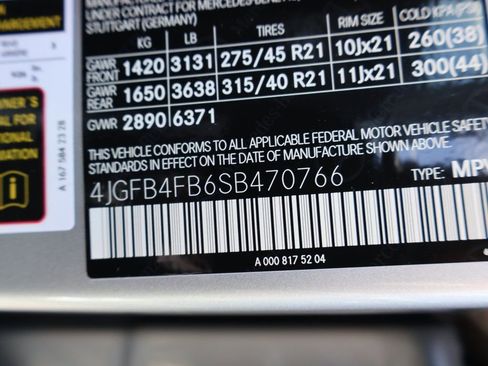 MANUFACTURED
UNDER CONTRACT FOR MERCEDES-BENZ
STUTTGART (GERMANY)
KG LB TIRES RIM SIZE COLD KPA (PSI)
GAWR FRONT 1420 3131 275/45 R21 10Jx21 260(38)
GAWR REAR 1650 3638 315/40 R21 11Jx21 300(44)
GVWR 2890 6371
THIS VEHICLE CONFORMS TO ALL APPLICABLE FEDERAL MOTOR VEHICLE SAFETY
STANDARDS IN EFFECT ON THE DATE OF MANUFACTURE SHOWN ABOVE.
4JGFB4FB6SB470766 TYPE: MPV
A 000 817 52 04
A 167 584 23 28